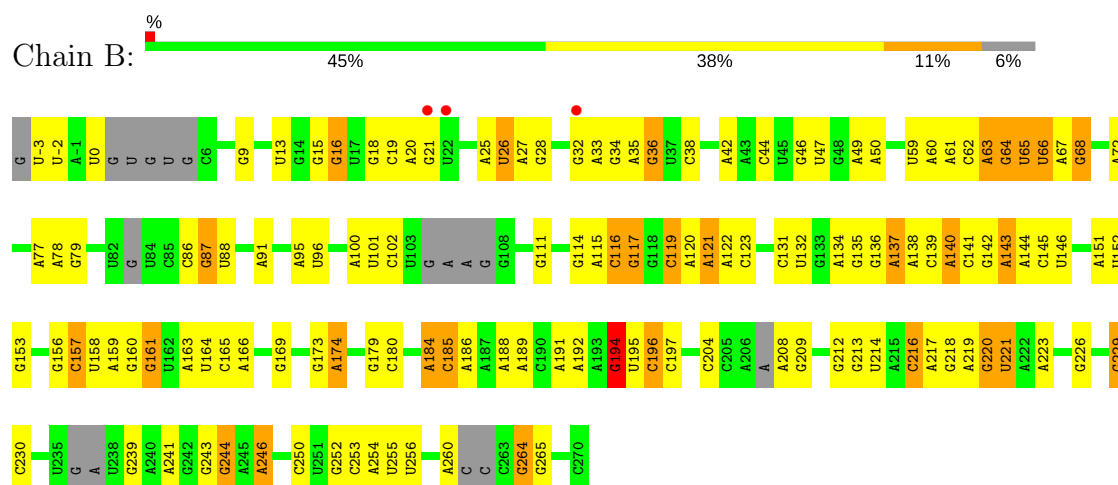 %
Chain B:
45% 38% 11% 6%
G U-3 U-2 A-1 U0 G U G U G C6 G9 U13 G14 G15 G16 U17 G18 C19 A20 G21 U22 A25 U26 A27 G28 G32 A33 G34 A35 G36 U37 C38 A42 A43 C44 U45 G46 U47 G48 A49 A50 U59 A60 A61 C62 A63 G64 U65 U66 A67 G68 A72
A77 A78 G79 U82 G U84 C85 C86 G87 U88 A91 A95 U96 A100 U101 C102 U103 G A A G G108 G111 G114 A115 C116 G117 G118 C119 A120 A121 A122 C123 C131 U132 G133 A134 G135 G136 A137 A138 C139 A140 C141 G142 A143 A144 C145 U146 A151 U152
G153 G156 C157 U158 A159 G160 G161 U162 A163 U164 C165 A166 G169 G173 A174 G179 C180 A184 C185 A186 A187 A188 A189 C190 A191 A192 A193 G194 U195 C196 C197 C204 C205 A206 A A208 G209 G212 G213 U214 A215 C216 A217 G218 A219 G220 U221 A222 A223 G226 G229
C230 U235 G A U238 G239 A240 A241 G242 G243 G244 A245 A246 C250 U251 G252 C253 A254 U255 U256 A260 C C C263 G264 G265 C270